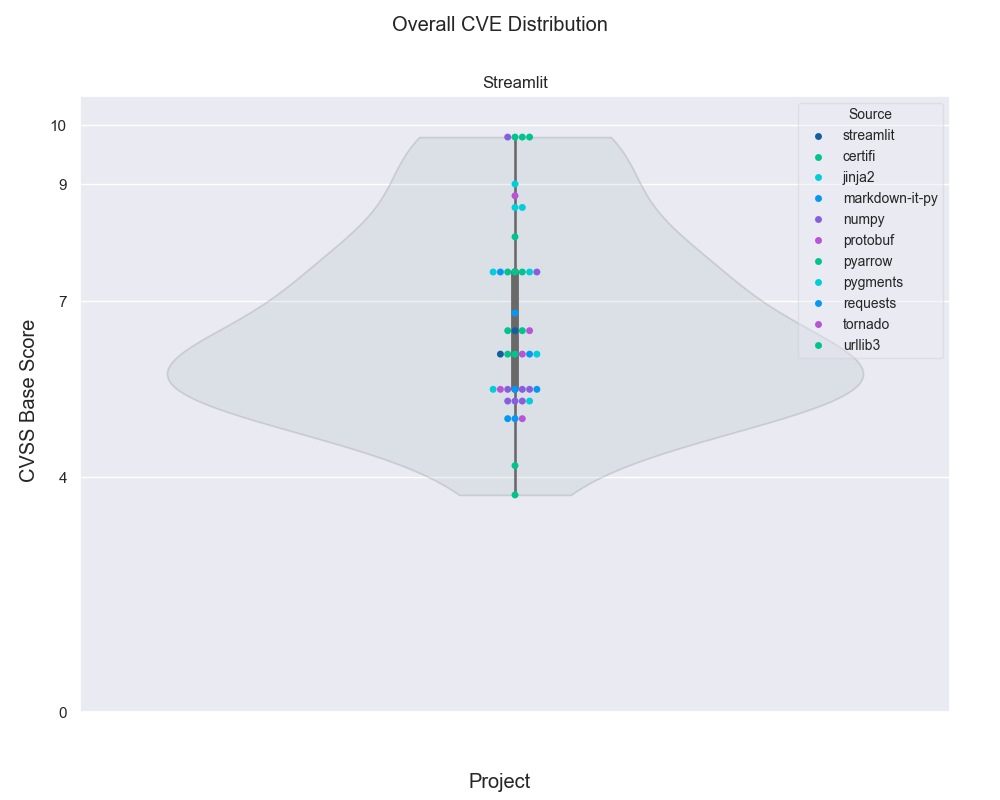 Overall CVE Distribution
Streamlit
10
9
7
4
0
CVSS Base Score
Project
Source
streamlit
certifi
jinja2
markdown-it-py
numpy
protobuf
pyarrow
pygments
requests
tornado
urllib3